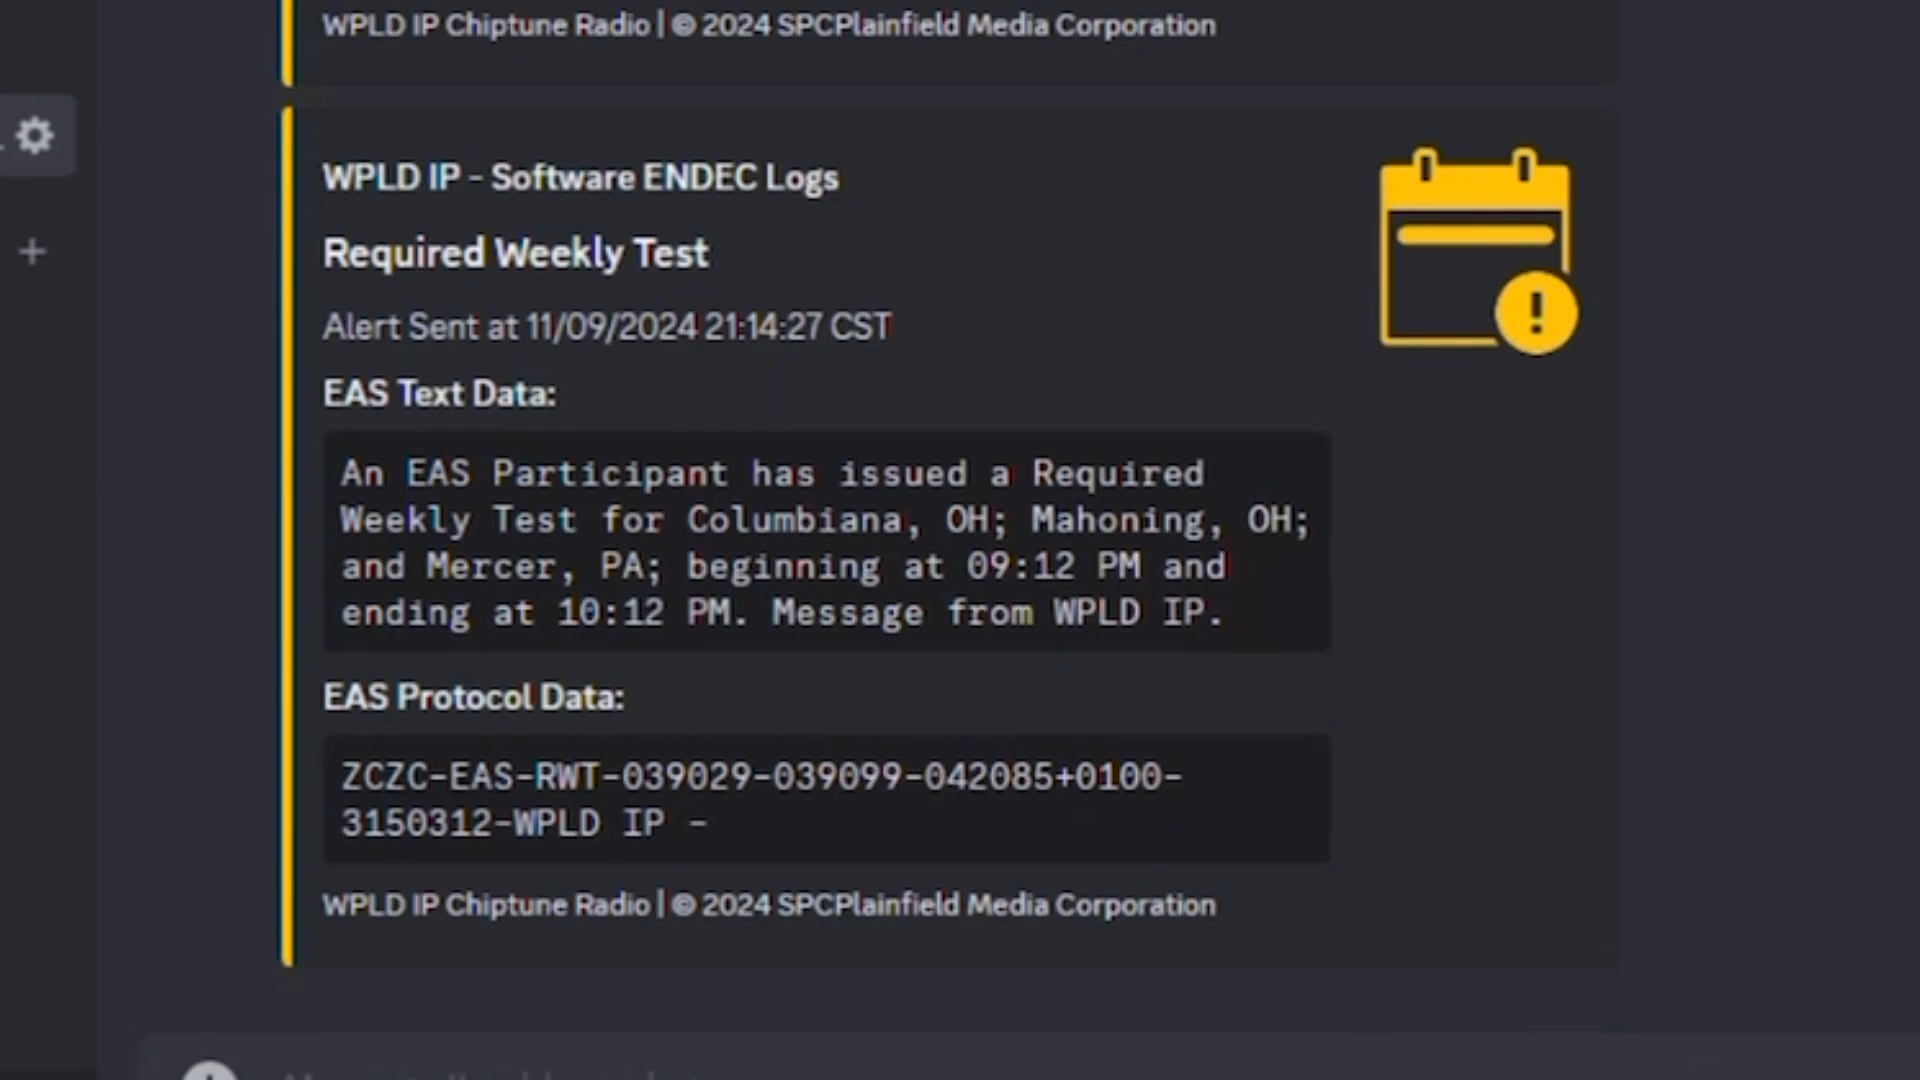 WPLD IP Chiptune Radio | © 2024 SPCPlainfield Media Corporation
WPLD IP - Software ENDEC Logs
Required Weekly Test
Alert Sent at 11/09/2024 21:14:27 CST
EAS Text Data:
An EAS Participant has issued a Required
Weekly Test for Columbiana, OH; Mahoning, OH;
and Mercer, PA; beginning at 09:12 PM and
ending at 10:12 PM. Message from WPLD IP.
EAS Protocol Data:
ZCZC-EAS-RWT-039029-039099-042085+0100-
3150312-WPLD IP -
WPLD IP Chiptune Radio | © 2024 SPCPlainfield Media Corporation